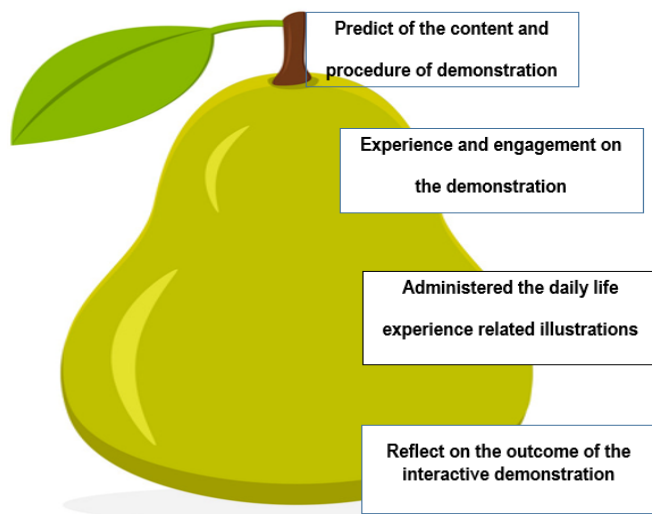 Predict of the content and
procedure of demonstration
Experience and engagement on
the demonstration
Administered the daily life
experience related illustrations
Reflect on the outcome of the
interactive demonstration